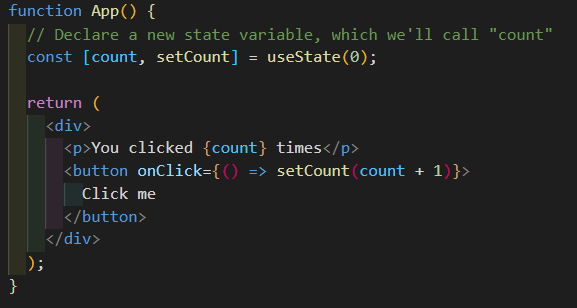 function App() {
  // Declare a new state variable, which we'll call "count"
  const [count, setCount] = useState(0);

  return (
    <div>
      <p>You clicked {count} times</p>
      <button onClick={() => setCount(count + 1)}>
        Click me
      </button>
    </div>
  );
}